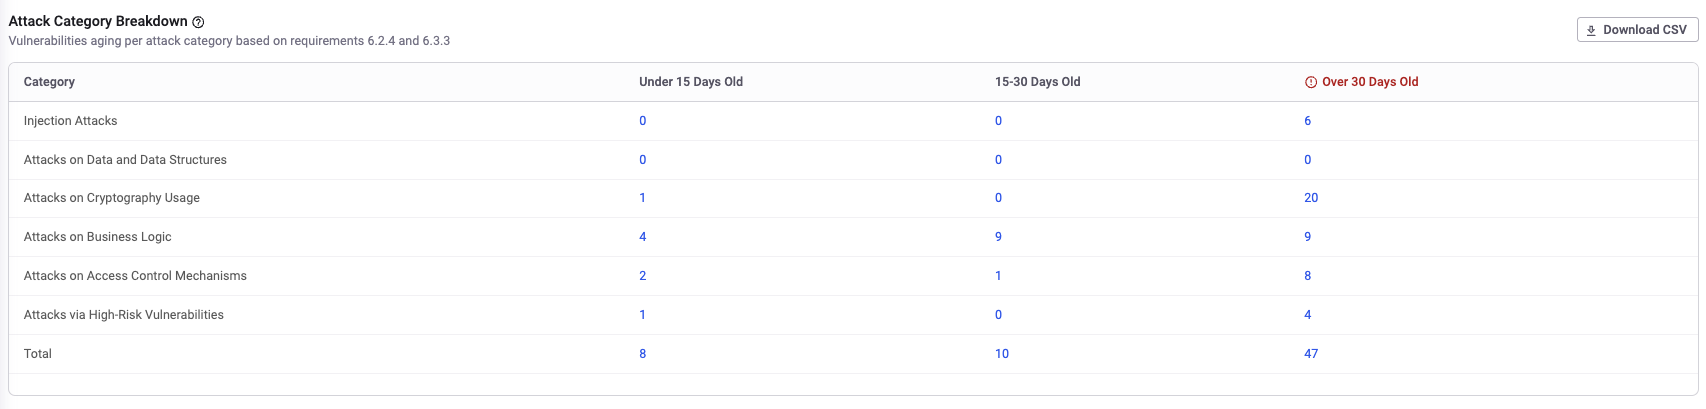 Attack Category Breakdown
Download CSV
Vulnerabilities aging per attack category based on requirements 6.2.4 and 6.3.3
Category Under 15 Days Old 15-30 Days Old Over 30 Days Old
Injection Attacks 0 0 6
Attacks on Data and Data Structures 0 0 0
Attacks on Cryptography Usage 1 0 20
Attacks on Business Logic 4 9 9
Attacks on Access Control Mechanisms 2 1 8
Attacks via High-Risk Vulnerabilities 1 0 4
Total 8 10 47